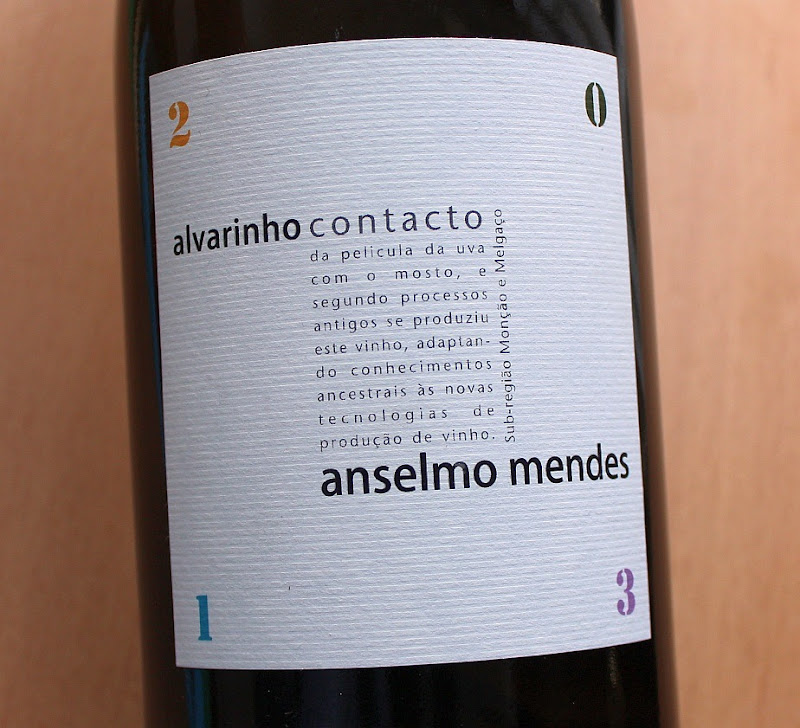 2 0
alvarinho contacto
da película da uva
com o mosto, e
segundo processos
antigos se produziu
este vinho, adaptan-
do conhecimentos
ancestrais às novas
tecnologias de
produção de vinho.
Sub-região Monção e Melgaço
anselmo mendes
1 3